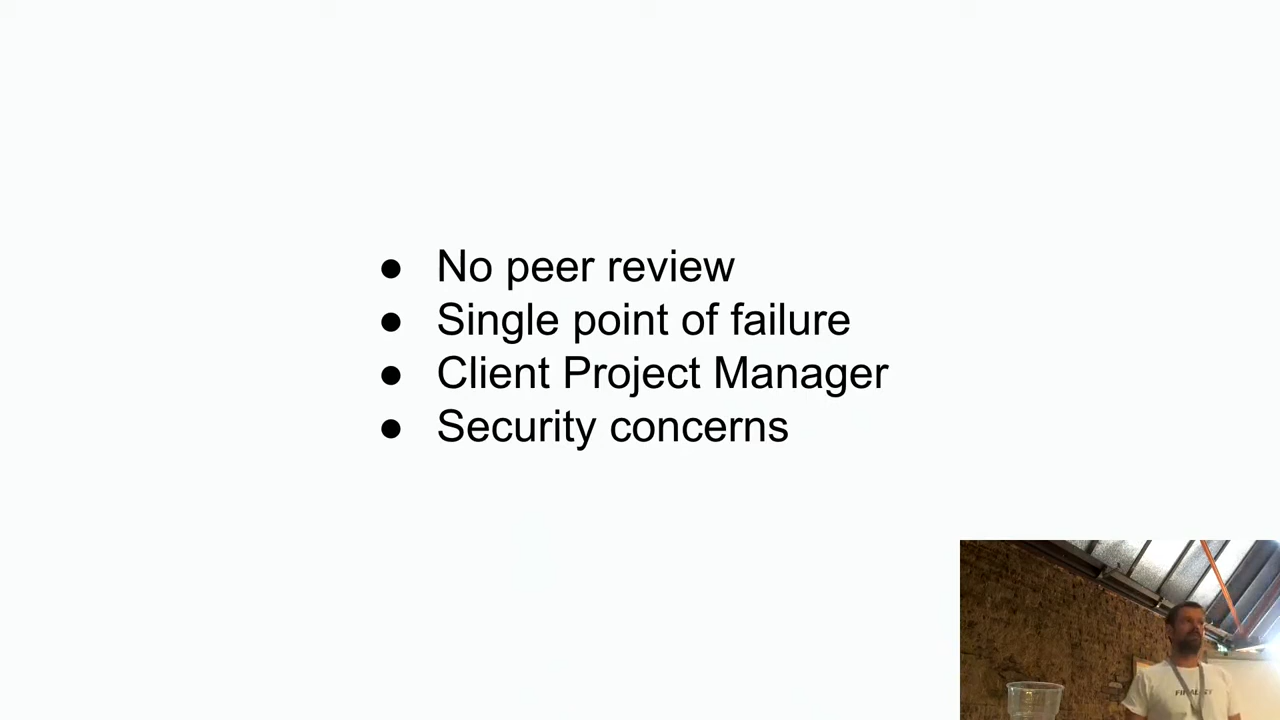 ● No peer review
● Single point of failure
● Client Project Manager
● Security concerns